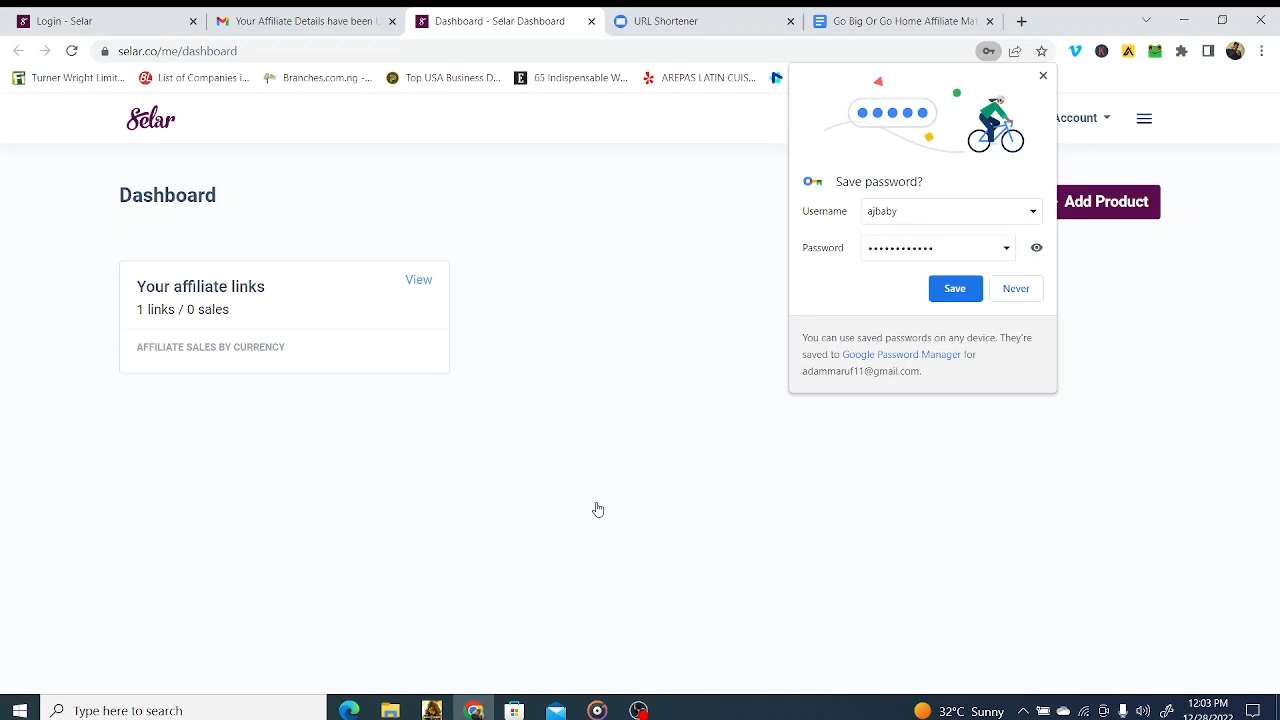 Login - Selar
Your Affiliate Details have been U
Dashboard - Selar Dashboard
URL Shortener
Go Big Or Go Home Affiliate Mat
selar.co/me/dashboard
Turner Wright Limit...
List of Companies i...
Branches.com.ng -...
Top USA Business D...
65 Indispensable W...
AREPAS LATIN CUIS...
Selar
Account
Dashboard
Add Product
Your affiliate links
View
1 links / 0 sales
AFFILIATE SALES BY CURRENCY
Save password?
Username
ajbaby
Password
••••••••••••
Save
Never
You can use saved passwords on any device. They're
saved to Google Password Manager for
adammaruf11@gmail.com.
Type here to search
32°C Sunny
12:03 PM
12/28/2022